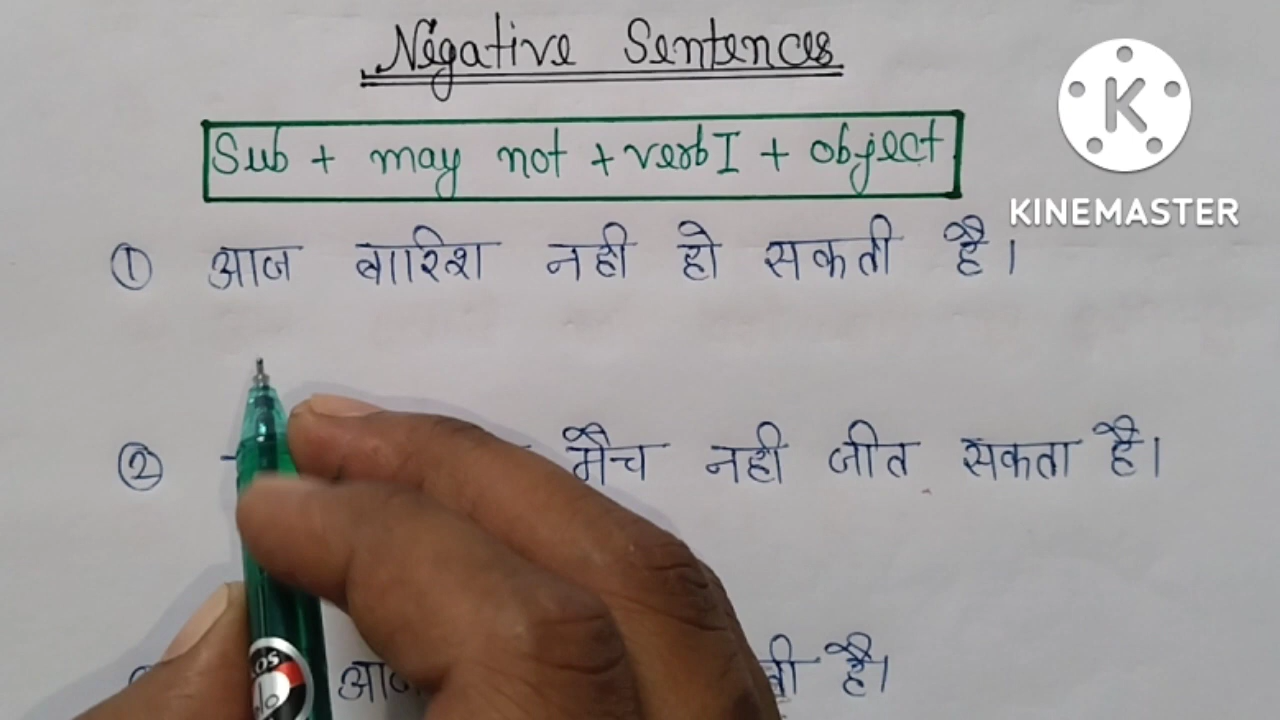 Negative Sentences
Sub + may not + verb I + object
K
KINEMASTER
① आज बारिश नही हो सकती है।
② मैच नही जीत सकता है।
है।